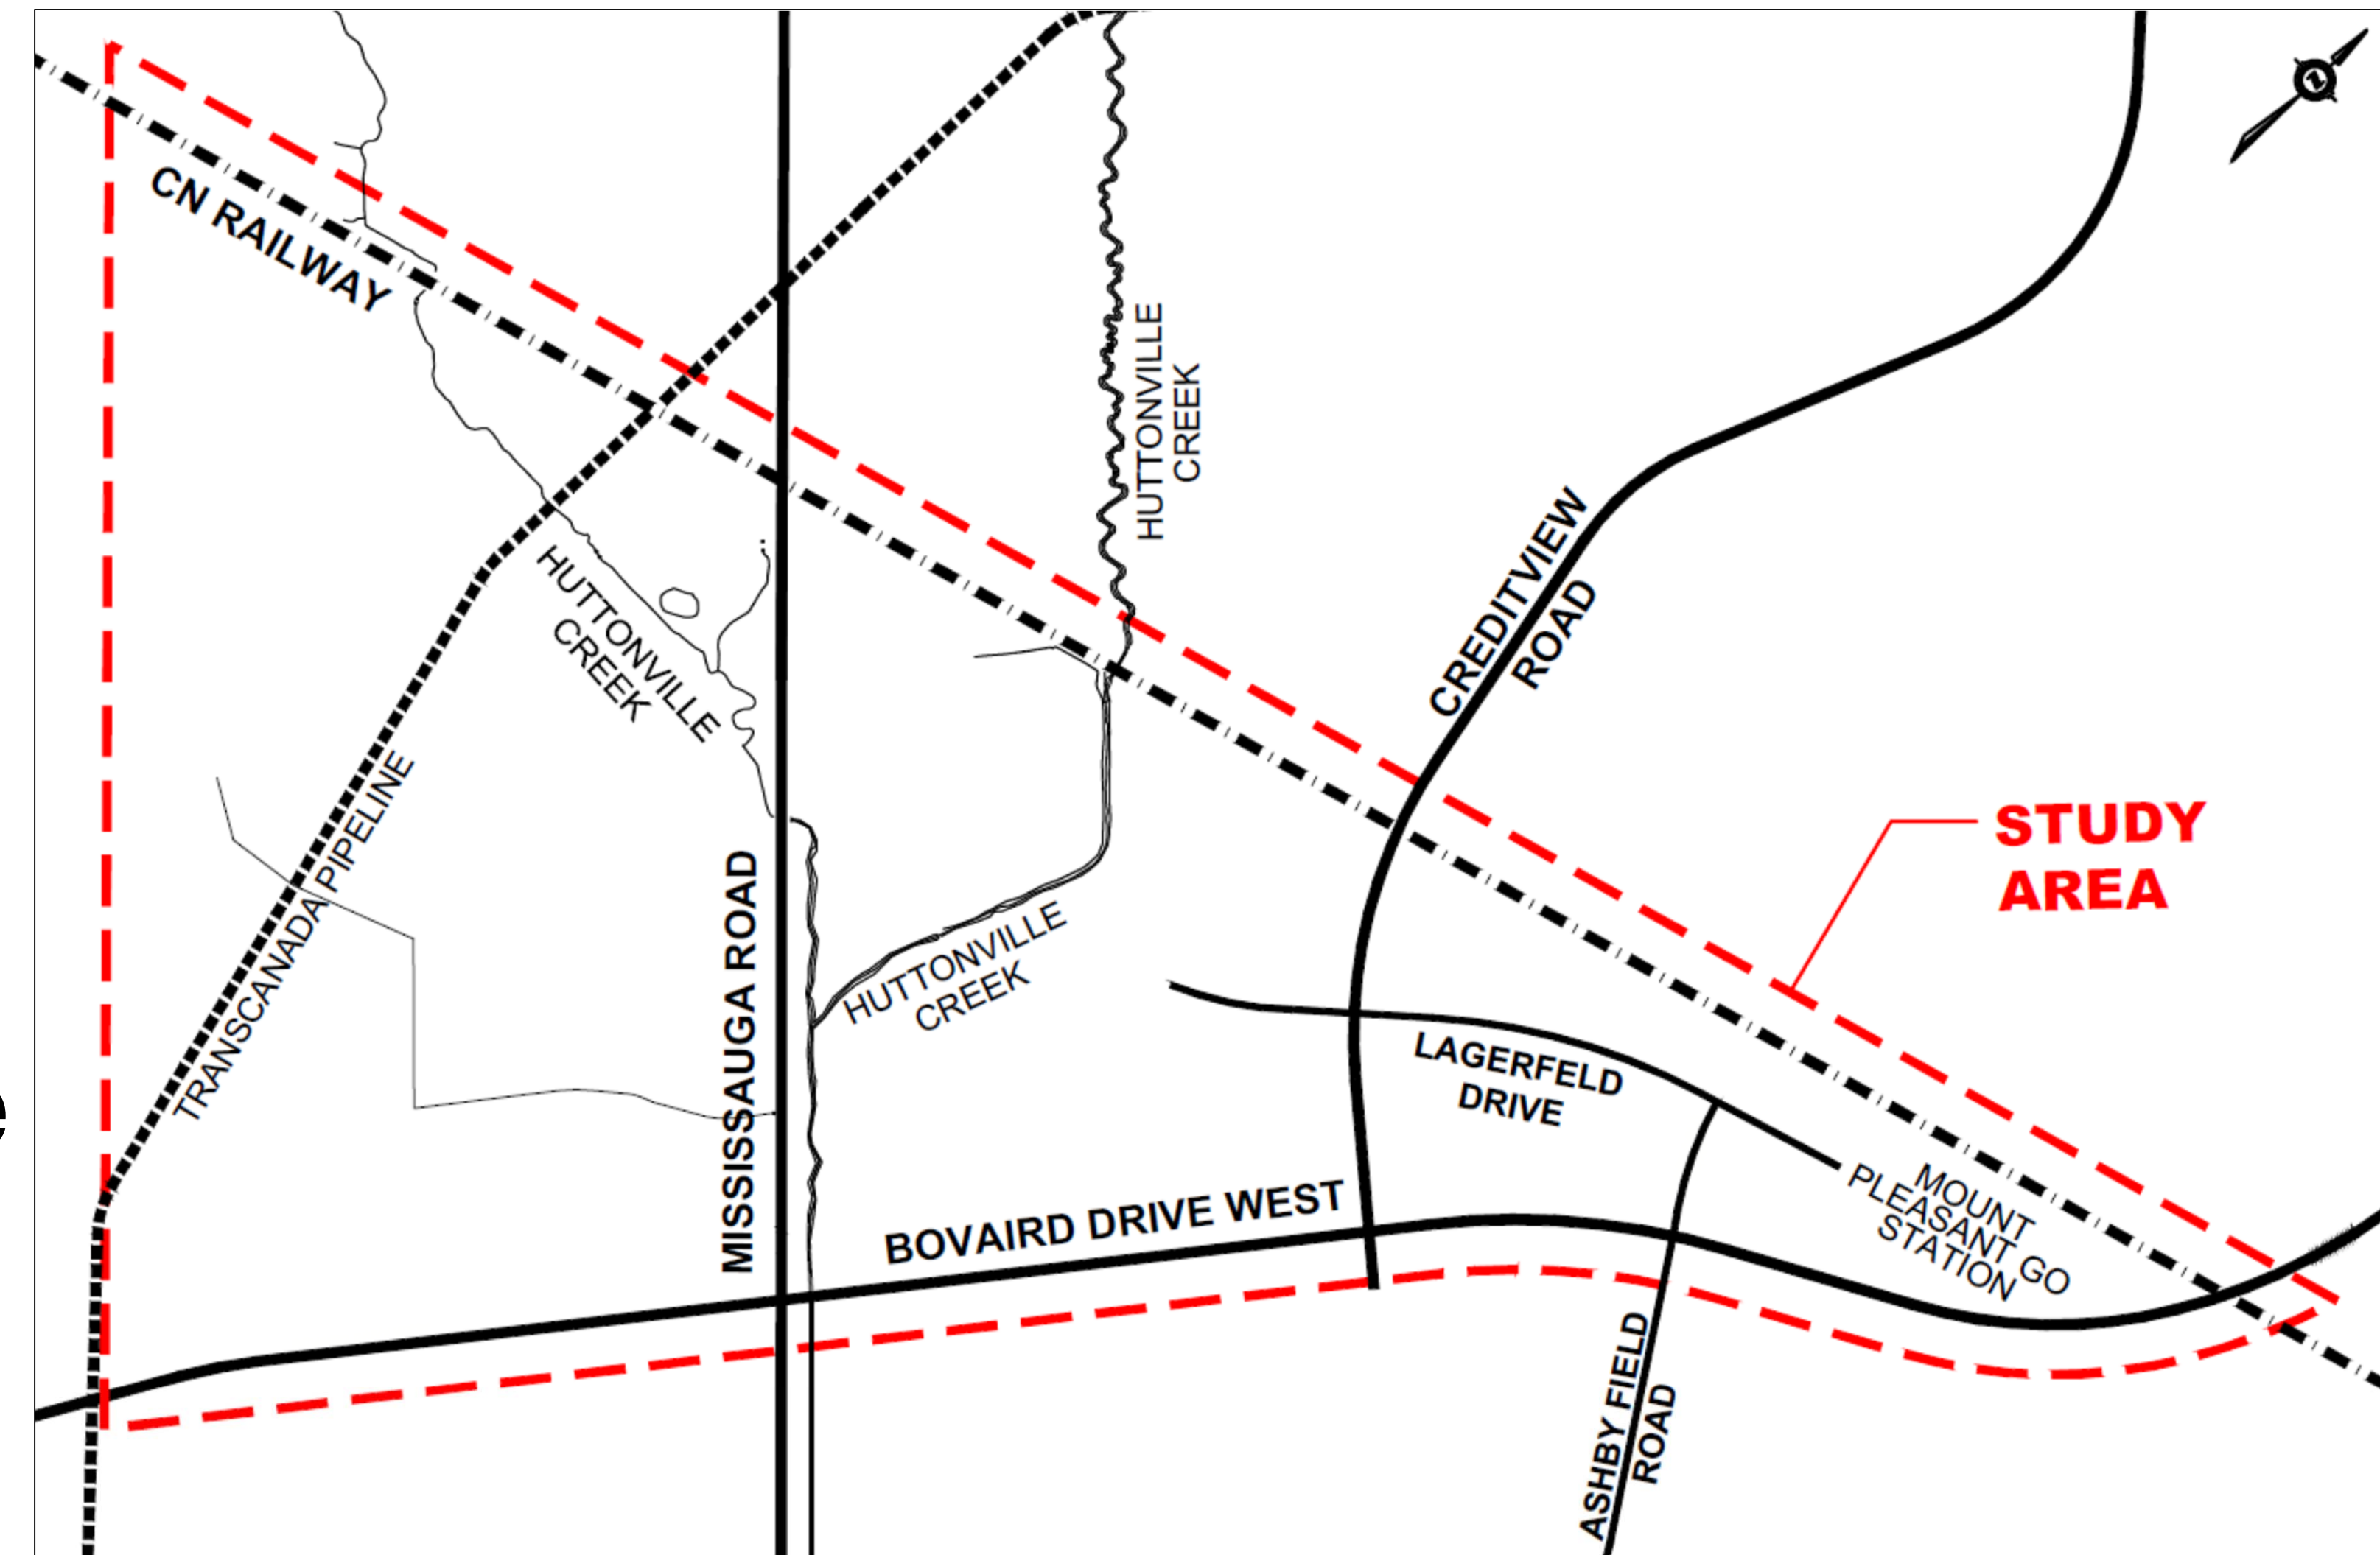 CN RAILWAY
HUTTONVILLE
CREEK
CREDITVIEW
ROAD
HUTTONVILLE
CREEK
STUDY
AREA
TRANSCANADA PIPELINE
MISSISSAUGA ROAD
HUTTONVILLE
CREEK
LAGERFELD
DRIVE
BOVAIRD DRIVE WEST
MOUNT
PLEASANT GO
STATION
ASHBY FIELD
ROAD
e
Z